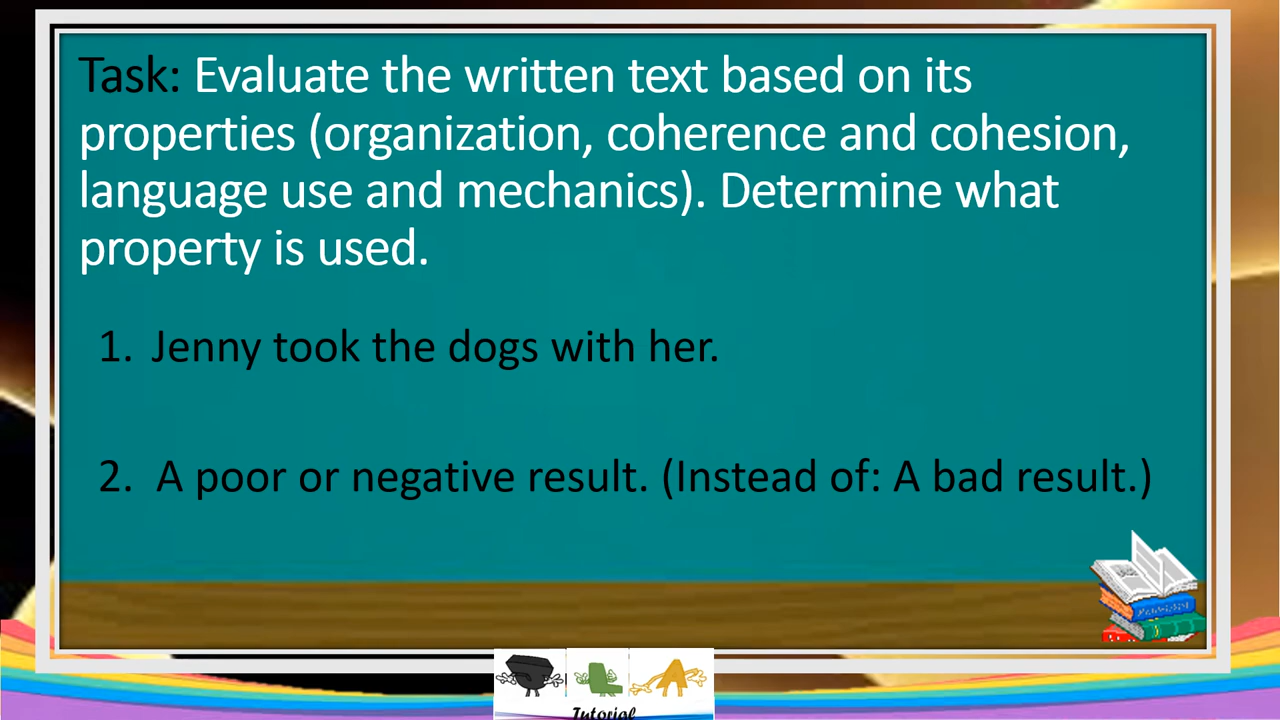 Task: Evaluate the written text based on its
properties (organization, coherence and cohesion,
language use and mechanics). Determine what
property is used.
1. Jenny took the dogs with her.
2. A poor or negative result. (Instead of: A bad result.)
Tutorial